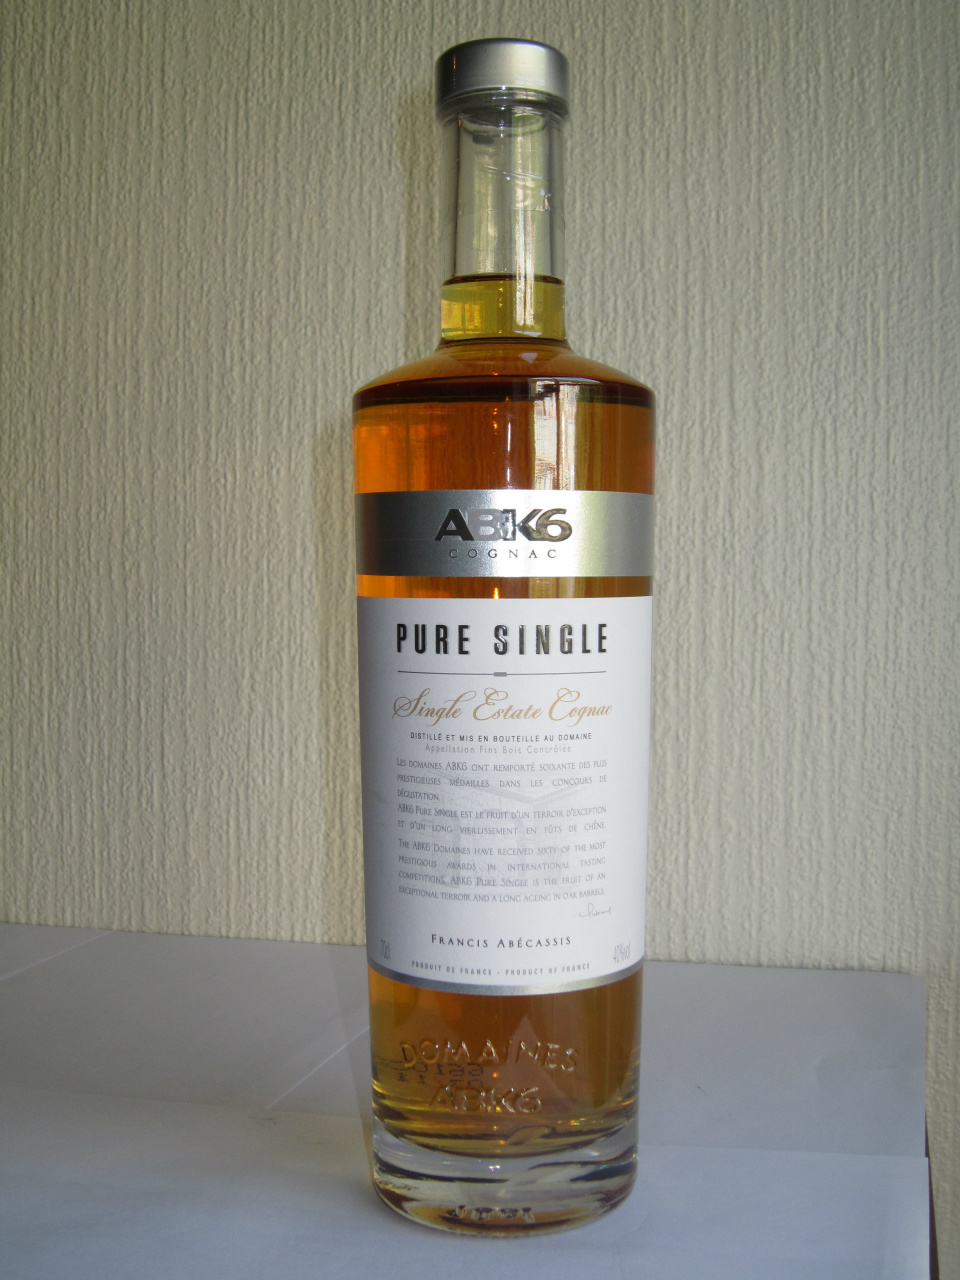 ABK6
COGNAC
PURE SINGLE
Single Estate Cognac
DISTILLÉ ET MIS EN BOUTEILLE AU DOMAINE
Appellation Fins Bois Contrôlée
LES DOMAINES ABK6 ONT REMPORTÉ SOIXANTE DES PLUS
PRESTIGIEUSES MÉDAILLES DANS LES CONCOURS DE
DÉGUSTATION.
ABK6 PURE SINGLE EST LE FRUIT D'UN TERROIR D'EXCEPTION
ET D'UN LONG VIEILLISSEMENT EN FÛTS DE CHÊNE.
THE ABK6 DOMAINES HAVE RECEIVED SIXTY OF THE MOST
PRESTIGIOUS AWARDS IN INTERNATIONAL TASTING
COMPETITIONS. ABK6 PURE SINGLE IS THE FRUIT OF AN
EXCEPTIONAL TERROIR AND A LONG AGEING IN OAK BARRELS.
FRANCIS ABÉCASSIS
70cl 40%vol
PRODUIT DE FRANCE - PRODUCT OF FRANCE
DOMAINES
ABK6